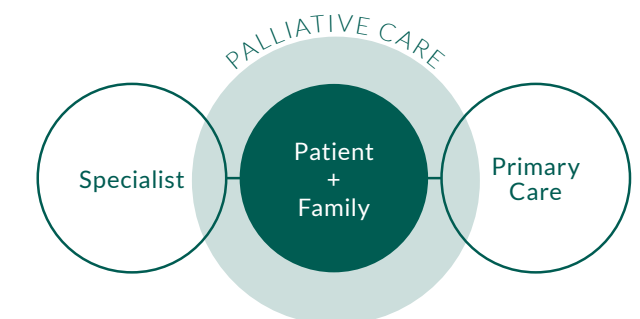 PALLIATIVE CARE
Specialist
Patient
+
Family
Primary
Care